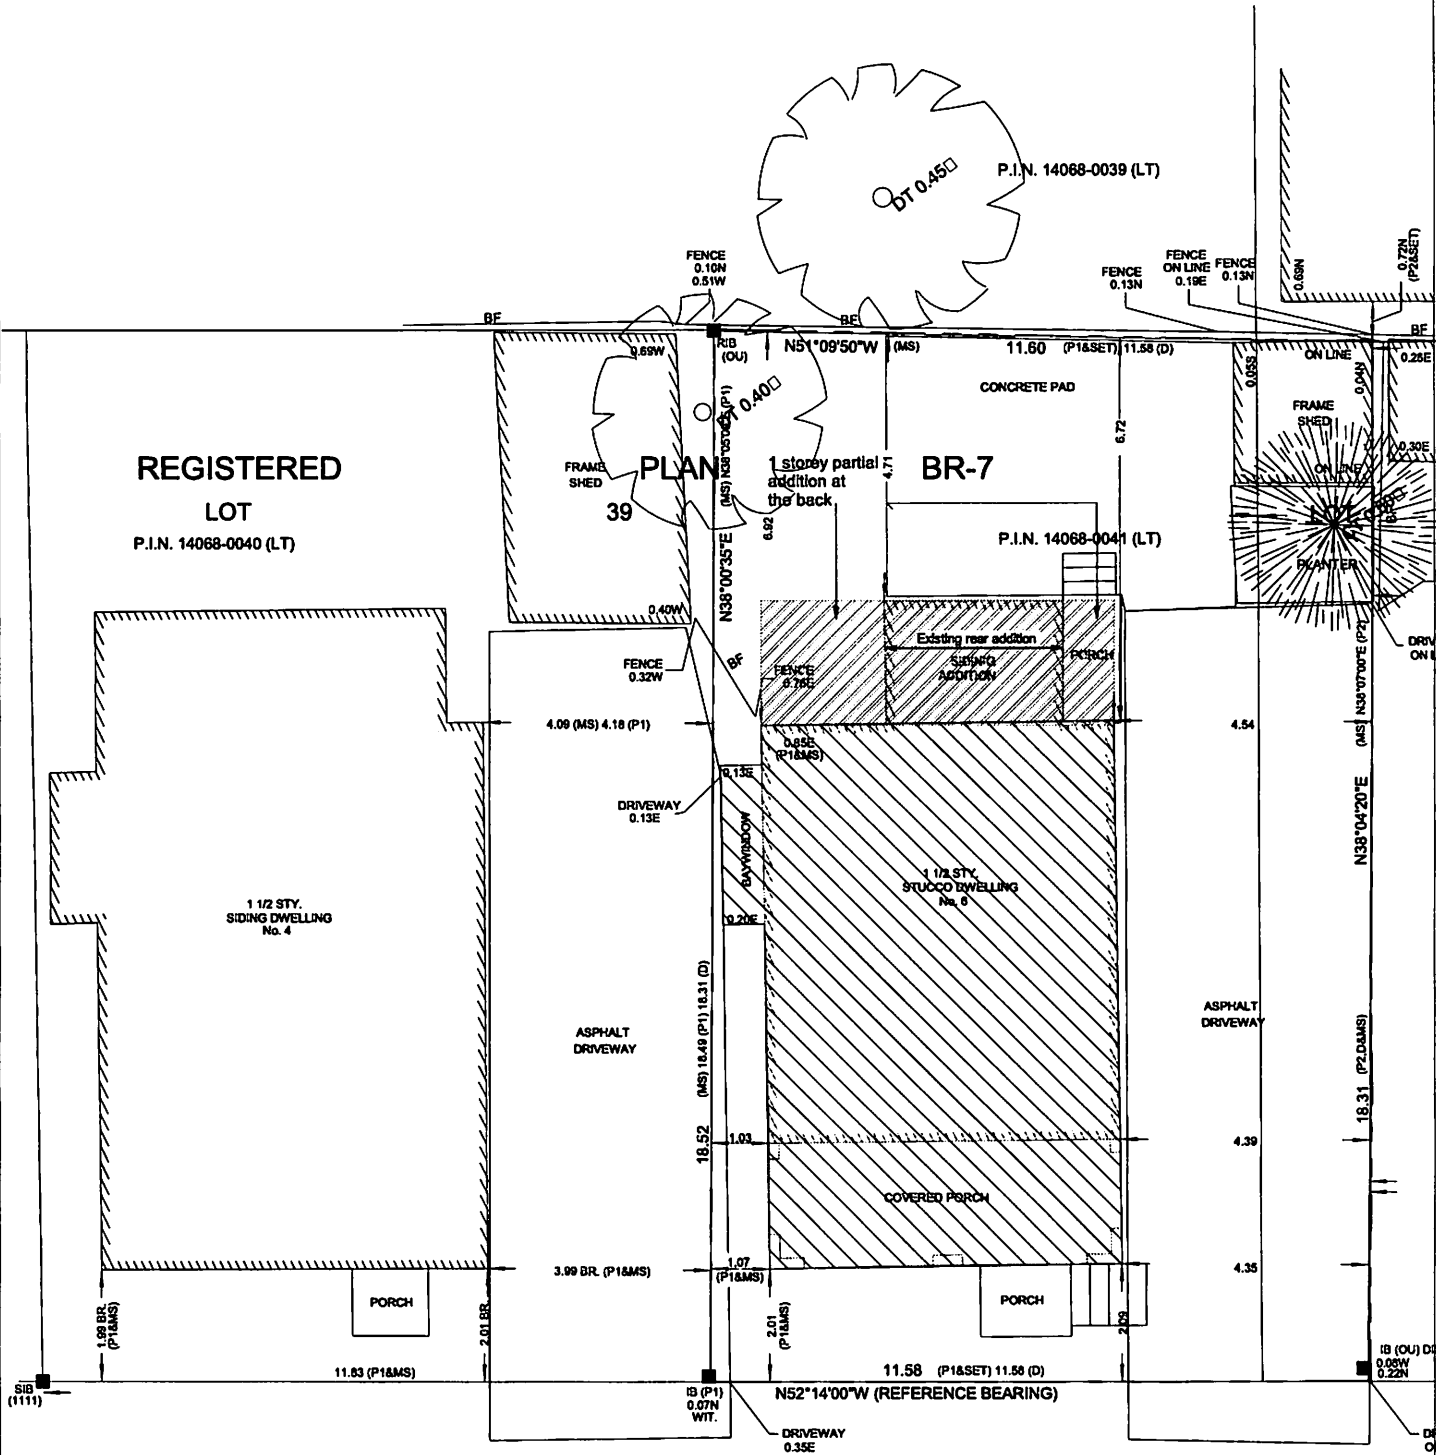 DT 0.45
P.I.N. 14068-0039 (LT)
FENCE
0.10N
0.51W
FENCE
0.13N
FENCE
ON LINE
0.19E
FENCE
0.13N
0.69N
0.72N
(P2&SET)
BF
BF
BF
RIB
(OU)
0.69W
N51°09'50"W (MS)
11.60 (P1&SET) 11.58 (D)
ON LINE
0.05S
0.04N
CONCRETE PAD
FRAME
SHED
6.72
0.30E
ON LINE
REGISTERED
PLAN
BR-7
LOT
39
P.I.N. 14068-0040 (LT)
FRAME
SHED
1 storey partial
addition at
the back
4.71
6.92
P.I.N. 14068-0041 (LT)
LOT
PLANTER
N38°00'35"E
0.40W
BF
FENCE
0.32W
FENCE
0.76E
Existing rear addition
SIDING
ADDITION
PORCH
4.09 (MS) 4.18 (P1)
0.85E
(P1&MS)
4.54
(MS) N38°07'00"E (P2)
N38°04'20"E
0.13E
DRIVEWAY
0.13E
BAYWINDOW
0.20E
1 1/2 STY.
SIDING DWELLING
No. 4
1 1/2 STY.
STUCCO DWELLING
No. 6
ASPHALT
DRIVEWAY
ASPHALT
DRIVEWAY
18.52 (MS) 18.49 (P1) 18.31 (D)
18.31 (P2,D&MS)
1.03
4.39
COVERED PORCH
3.99 BR. (P1&MS)
1.07
(P1&MS)
4.35
PORCH
PORCH
1.99 BR.
(P1&MS)
2.01 BR.
2.01
(P1&MS)
2.09
SIB
(1111)
11.63 (P1&MS)
IB (P1)
0.07N
WIT.
11.58 (P1&SET) 11.58 (D)
N52°14'00"W (REFERENCE BEARING)
IB (OU)
0.08W
0.22N
DRIVEWAY
0.35E